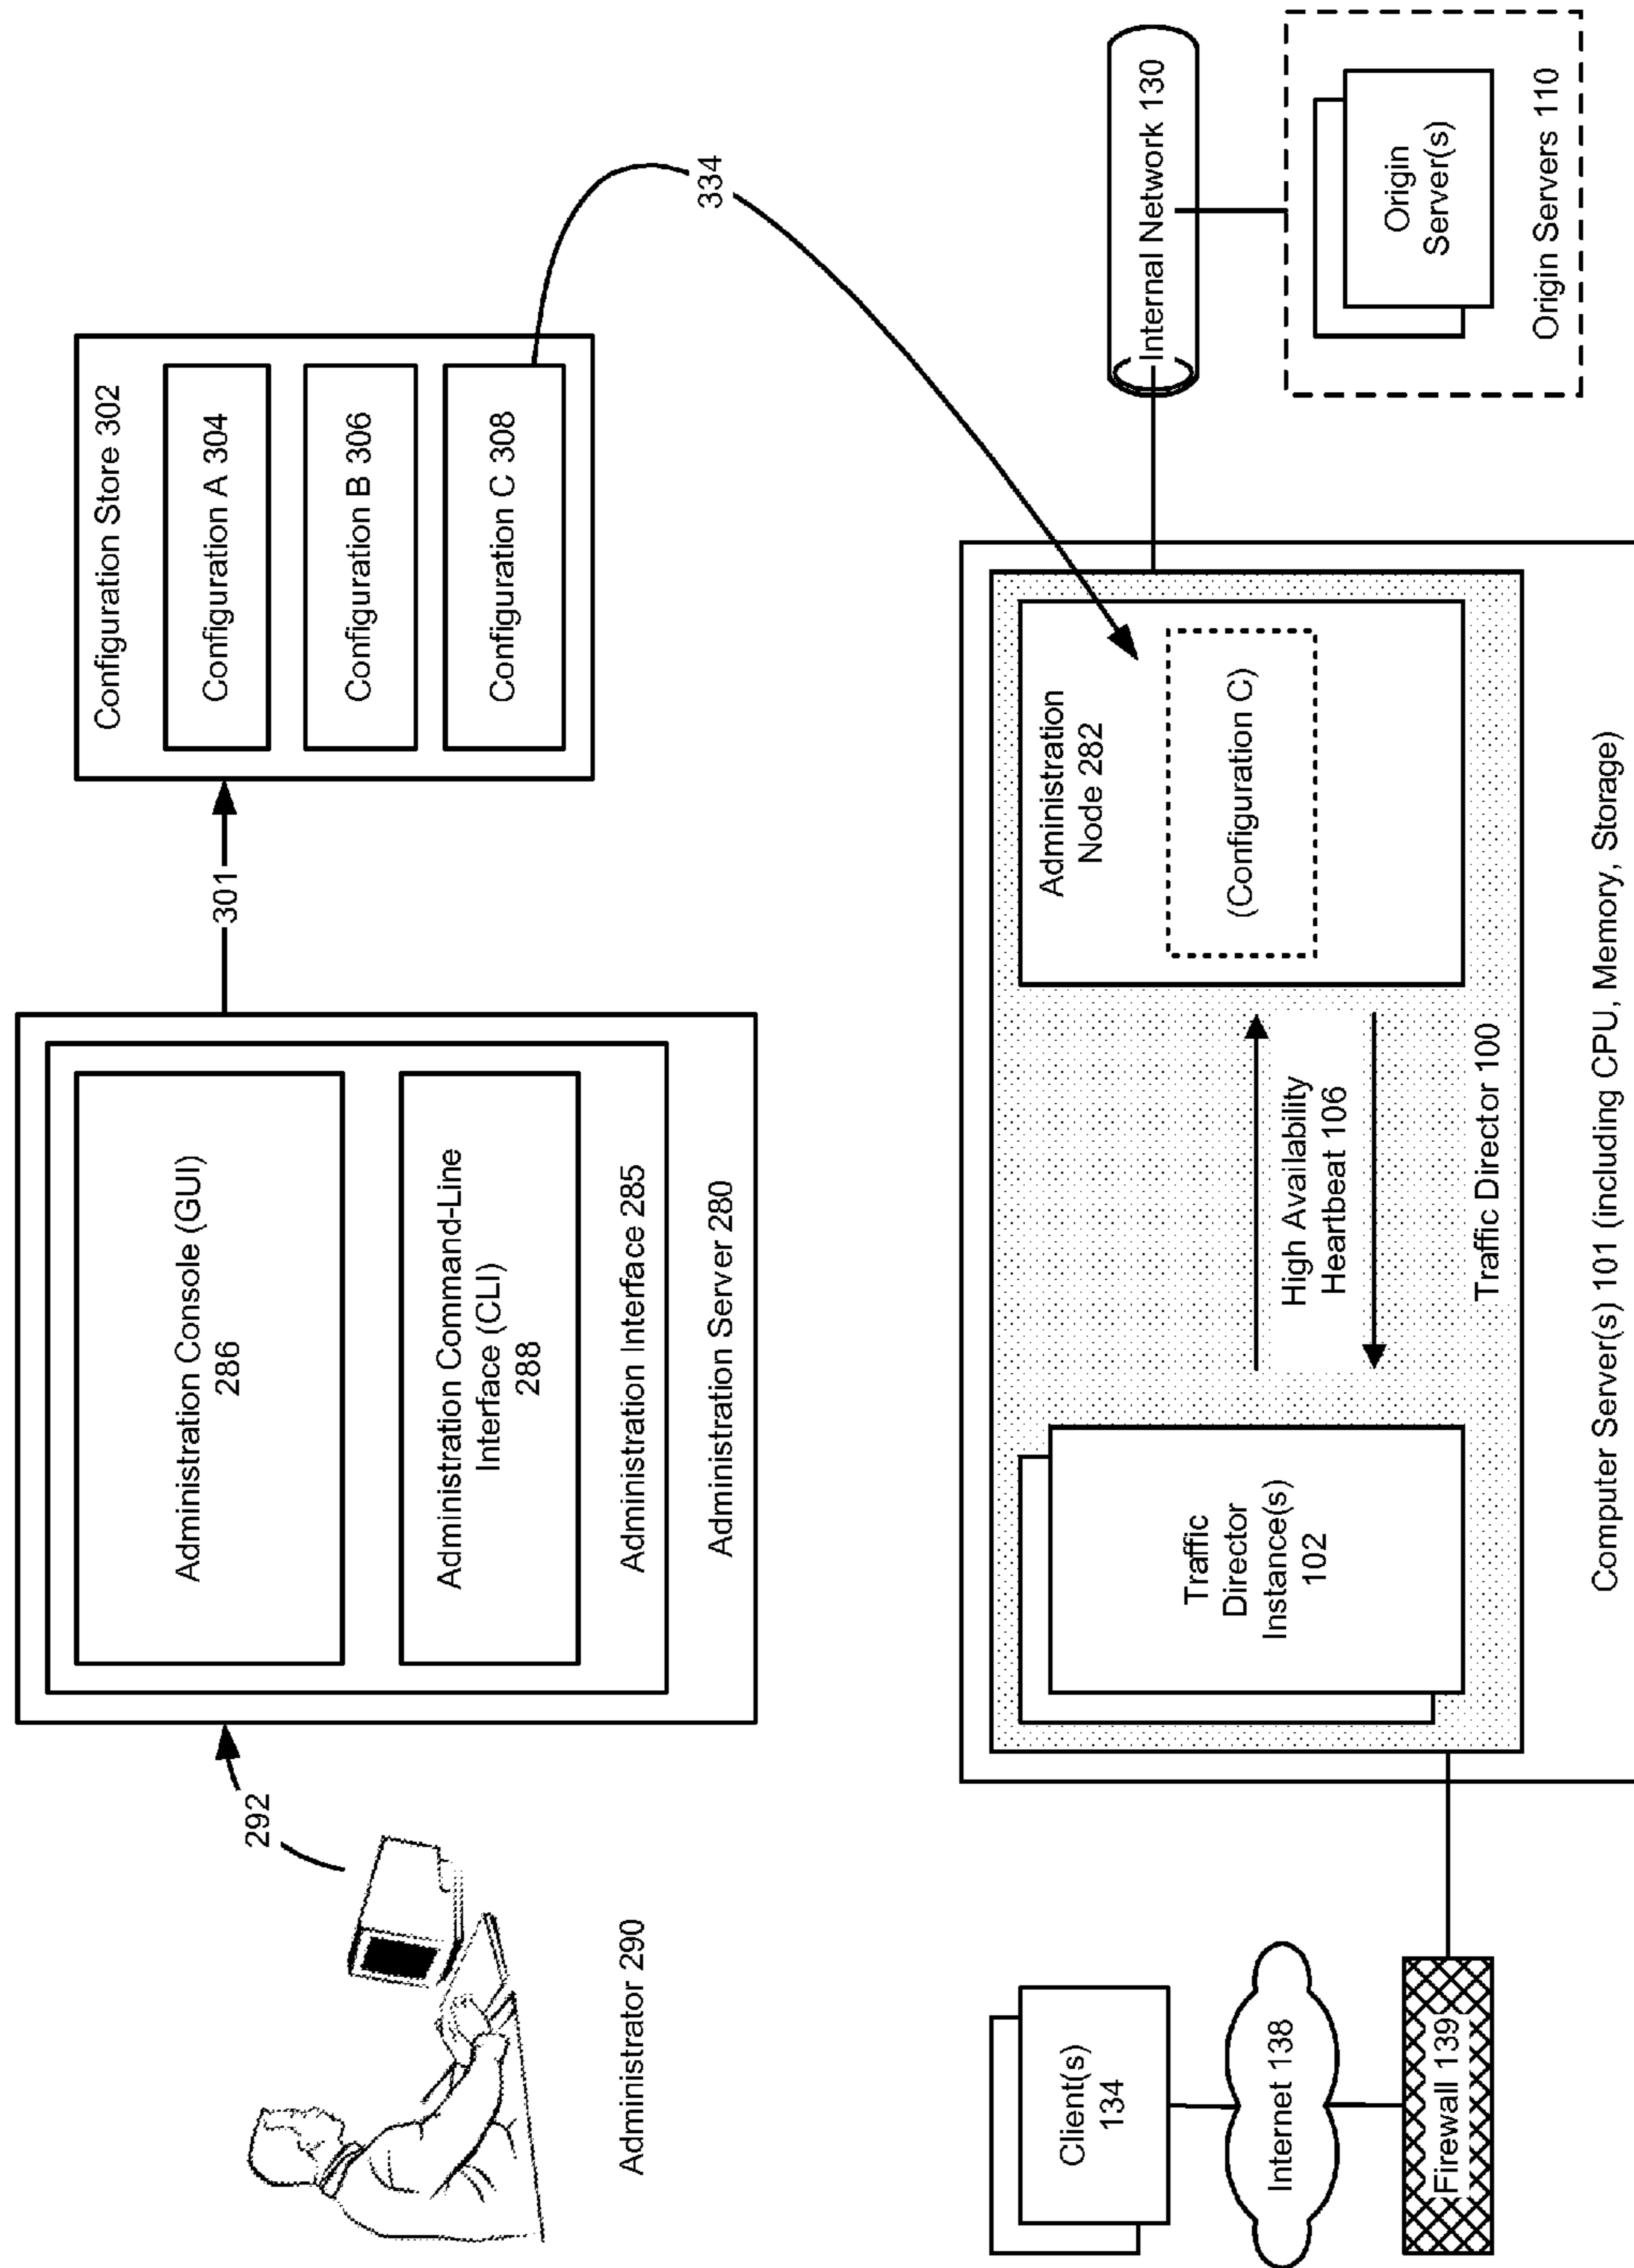 Administrator 290
292
Administration Console (GUI)
286
Administration Command-Line
Interface (CLI)
288
Administration Interface 285
Administration Server 280
301
Configuration Store 302
Configuration A 304
Configuration B 306
Configuration C 308
334
Client(s)
134
Internet 138
Firewall 139
Traffic
Director
Instance(s)
102
High Availability
Heartbeat 106
Administration
Node 282
(Configuration C)
Traffic Director 100
Computer Server(s) 101 (including CPU, Memory, Storage)
Internal Network 130
Origin
Server(s)
Origin Servers 110